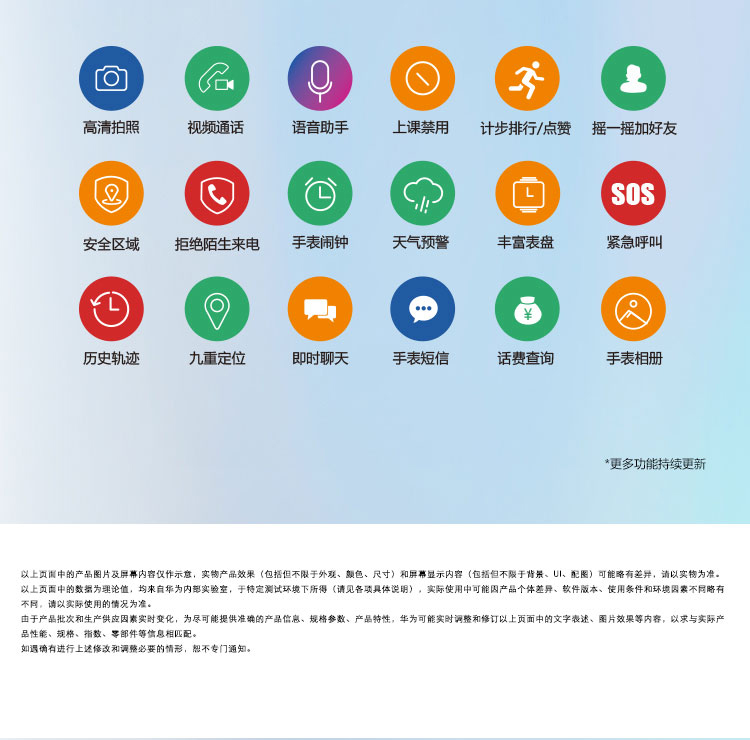 高清拍照 视频通话 语音助手 上课禁用 计步排行/点赞 摇一摇加好友
SOS
安全区域 拒绝陌生来电 手表闹钟 天气预警 丰富表盘 紧急呼叫
¥
历史轨迹 九重定位 即时聊天 手表短信 话费查询 手表相册
*更多功能持续更新
以上页面中的产品图片及屏幕内容仅作示意，实物产品效果（包括但不限于外观、颜色、尺寸）和屏幕显示内容（包括但不限于背景、UI、配图）可能略有差异，请以实物为准。
以上页面中的数据为理论值，均来自华为内部实验室，于特定测试环境下所得（请见各项具体说明），实际使用中可能因产品个体差异、软件版本、使用条件和环境因素不同略有
不同，请以实际使用的情况为准。
由于产品批次和生产供应因素实时变化，为尽可能提供准确的产品信息、规格参数、产品特性，华为可能实时调整和修订以上页面中的文字表述、图片效果等内容，以求与实际产
品性能、规格、指数、零部件等信息相匹配。
如遇确有进行上述修改和调整必要的情形，恕不专门通知。